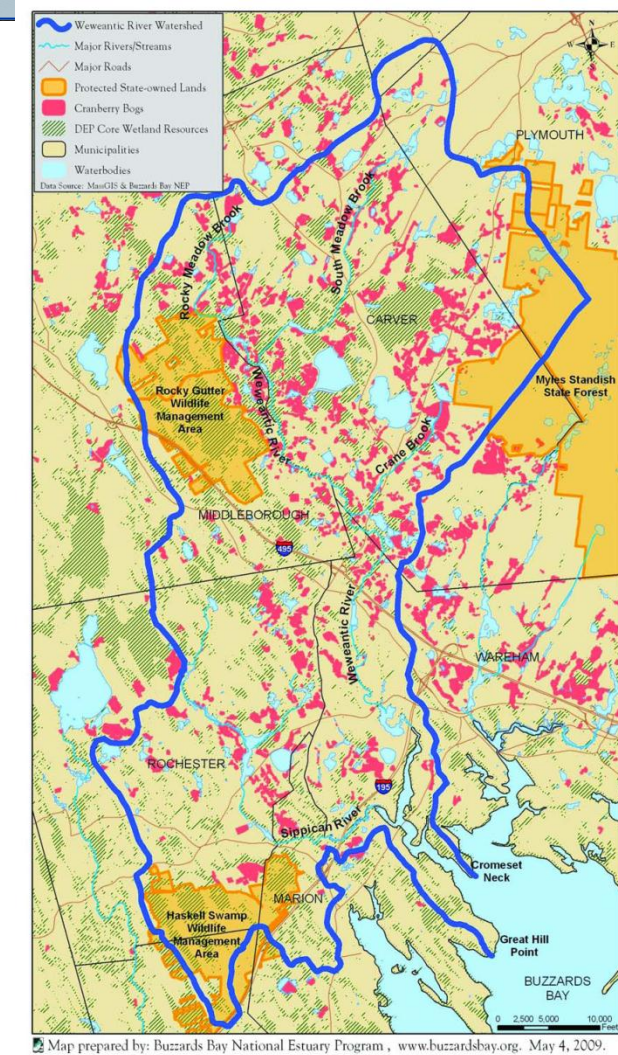 Weweantic River Watershed
Major Rivers/Streams
Major Roads
Protected State-owned Lands
Cranberry Bogs
DEP Core Wetland Resources
Municipalities
Waterbodies
Data Source: MassGIS & Buzzards Bay NEP
N
W
E
S
PLYMOUTH
Rocky Meadow Brook
South Meadow Brook
CARVER
Myles Standish
State Forest
Rocky Gutter
Wildlife
Management
Area
Weweantic River
Crane Brook
MIDDLEBOROUGH
495
Weweantic River
WAREHAM
ROCHESTER
195
Sippican River
Cromeset
Neck
MARION
Haskell Swamp
Wildlife
Management
Area
Great Hill
Point
BUZZARDS
BAY
0 2,500 5,000 10,000
Feet
Map prepared by: Buzzards Bay National Estuary Program , www.buzzardsbay.org. May 4, 2009.